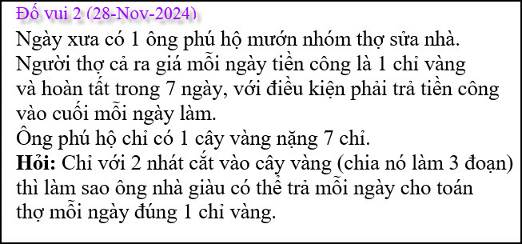 Đố vui 2 (28-Nov-2024)
Ngày xưa có 1 ông phú hộ mướn nhóm thợ sửa nhà.
Người thợ cả ra giá mỗi ngày tiền công là 1 chỉ vàng
và hoàn tất trong 7 ngày, với điều kiện phải trả tiền công
vào cuối mỗi ngày làm.
Ông phú hộ chỉ có 1 cây vàng nặng 7 chỉ.
Hỏi: Chỉ với 2 nhát cắt vào cây vàng (chia nó làm 3 đoạn)
thì làm sao ông nhà giàu có thể trả mỗi ngày cho toán
thợ mỗi ngày đúng 1 chỉ vàng.